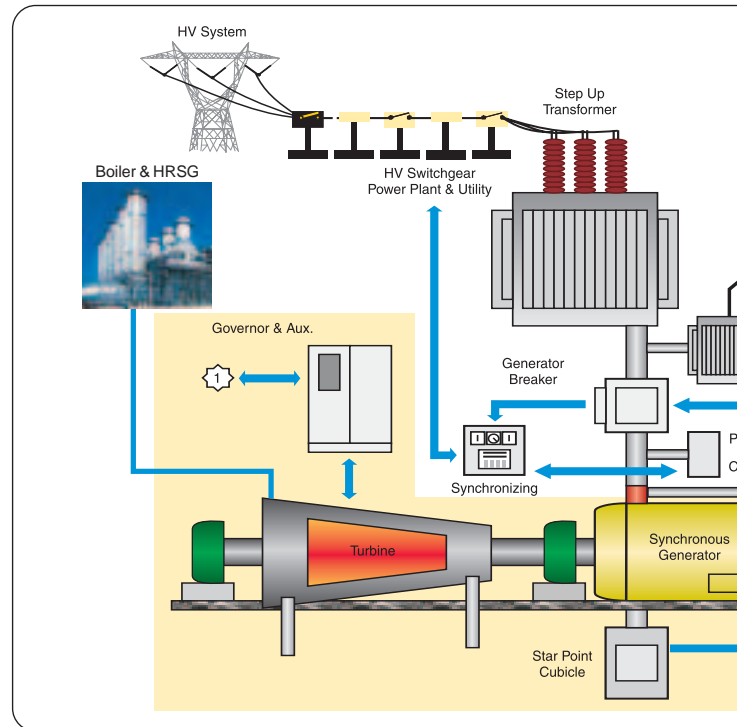 HV System
Step Up
Transformer
Boiler & HRSG
HV Switchgear
Power Plant & Utility
Governor & Aux.
1
Generator
Breaker
P
C
Synchronizing
Turbine
Synchronous
Generator
Star Point
Cubicle